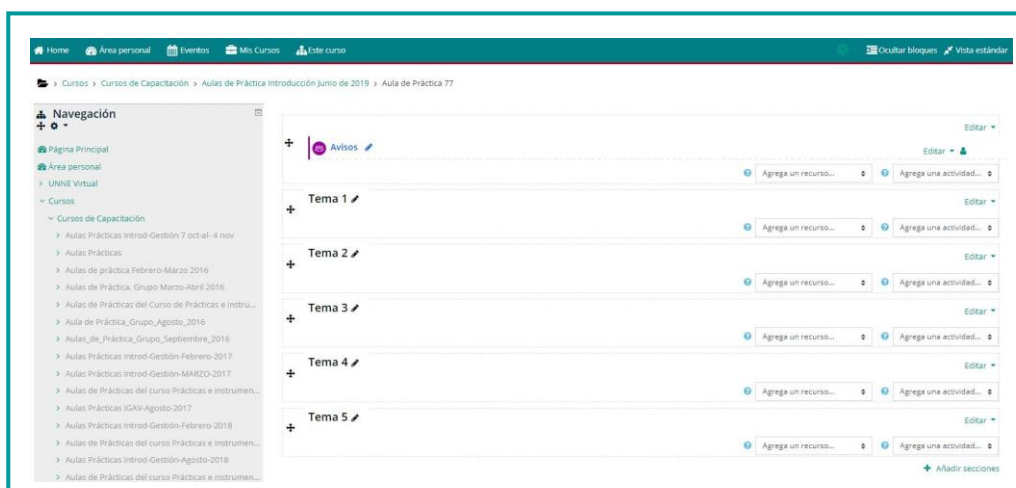 Home Área personal Eventos Mis Cursos Este curso Ocultar bloques Vista estándar
> Cursos > Cursos de Capacitación > Aulas de Práctica Introducción Junio de 2019 > Aula de Práctica 77
Navegación
Página Principal
Área personal
> UNNE Virtual
Cursos
Cursos de Capacitación
> Aulas Prácticas Introd-Gestión 7 oct-al- 4 nov
> Aulas Prácticas
> Aulas de práctica Febrero-Marzo 2016
> Aulas de Práctica. Grupo Marzo-Abril 2016
> Aulas de Prácticas del Curso de Prácticas e instru...
> Aula de Práctica_Grupo_Agosto_2016
> Aulas_de_Práctica_Grupo_Septiembre_2016
> Aulas Prácticas Introd-Gestión-Febrero-2017
> Aulas Prácticas Introd-Gestión-MARZO-2017
> Aulas de Prácticas del curso Prácticas e instrumen...
> Aulas Prácticas IGAV-Agosto-2017
> Aulas Prácticas Introd-Gestión-Febrero-2018
> Aulas de Prácticas del curso Prácticas e instrumen...
> Aulas Prácticas Introd-Gestión-Agosto-2018
> Aulas de Prácticas del curso Prácticas e instrumen...
Editar
Avisos Editar
Agrega un recurso... Agrega una actividad...
Tema 1 Editar
Agrega un recurso... Agrega una actividad...
Tema 2 Editar
Agrega un recurso... Agrega una actividad...
Tema 3 Editar
Agrega un recurso... Agrega una actividad...
Tema 4 Editar
Agrega un recurso... Agrega una actividad...
Tema 5 Editar
Agrega un recurso... Agrega una actividad...
Añadir secciones